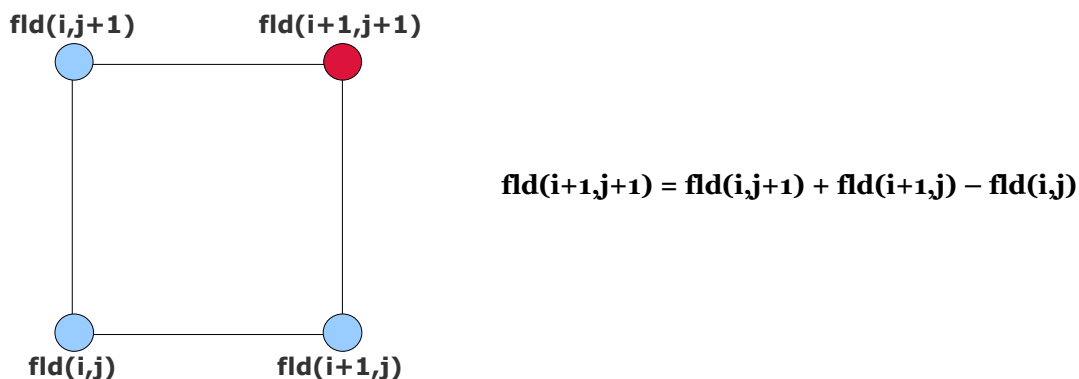 fld(i,j+1)
fld(i+1,j+1)
fld(i+1,j+1) = fld(i,j+1) + fld(i+1,j) – fld(i,j)
fld(i,j)
fld(i+1,j)